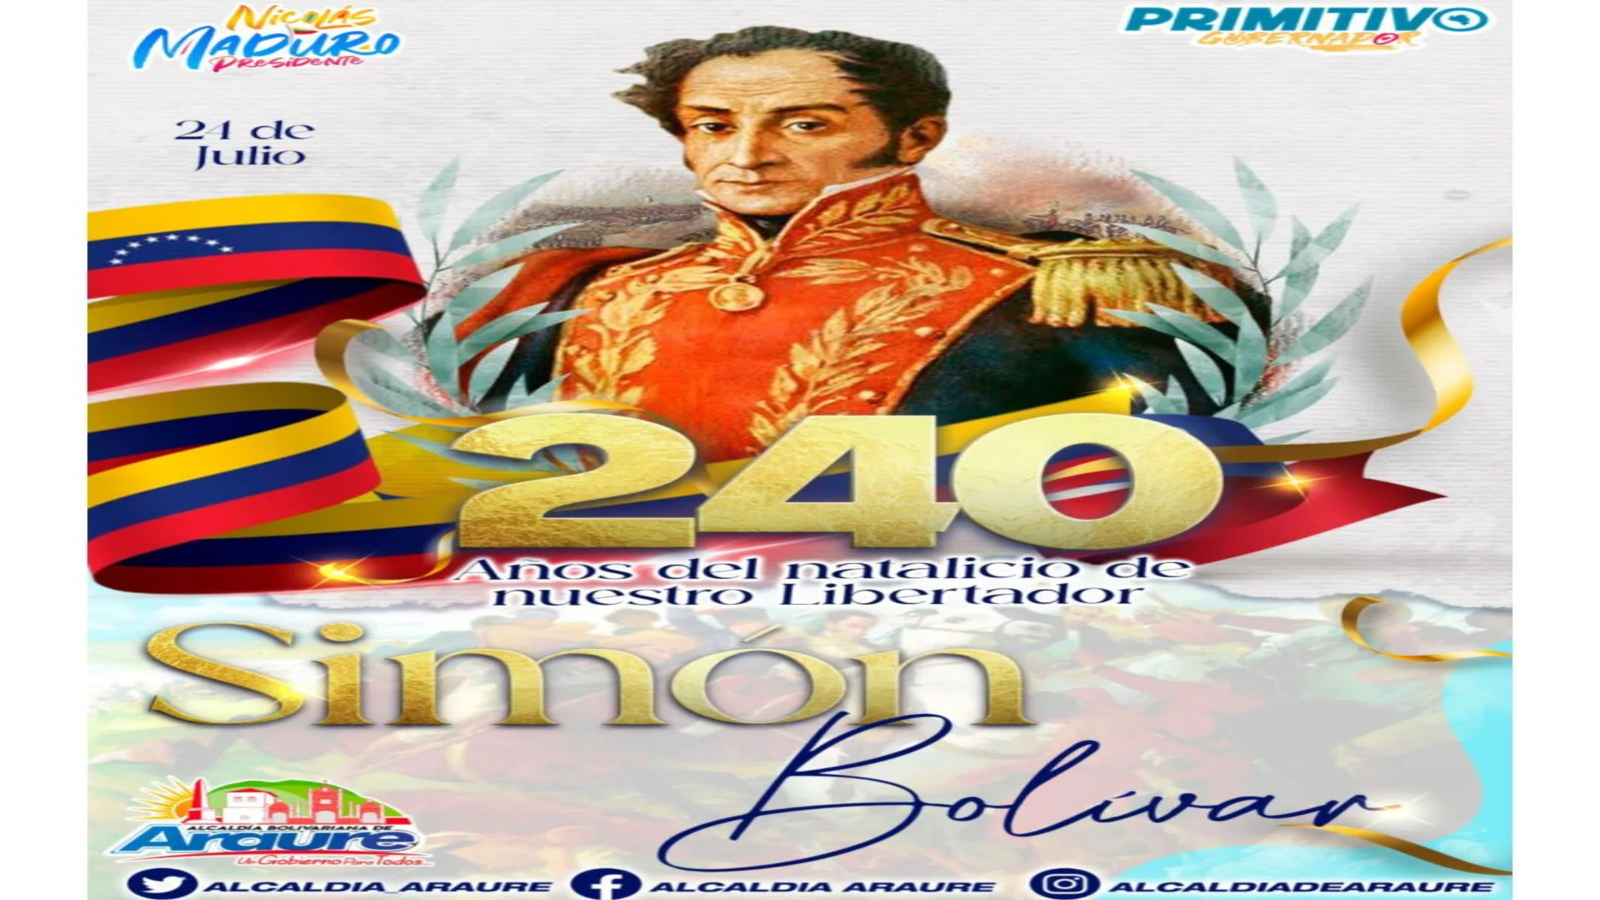 Nicolás
MADURO
Presidente
PRIMITIVO
GOBERNADOR
24 de
Julio
240
Años del natalicio de
nuestro Libertador
Simón
Bolívar
ALCALDÍA BOLIVARIANA DE
Araure
Un Gobierno Para Todos
ALCALDIA_ARAURE
ALCALDIA ARAURE
ALCALDIADEARAURE